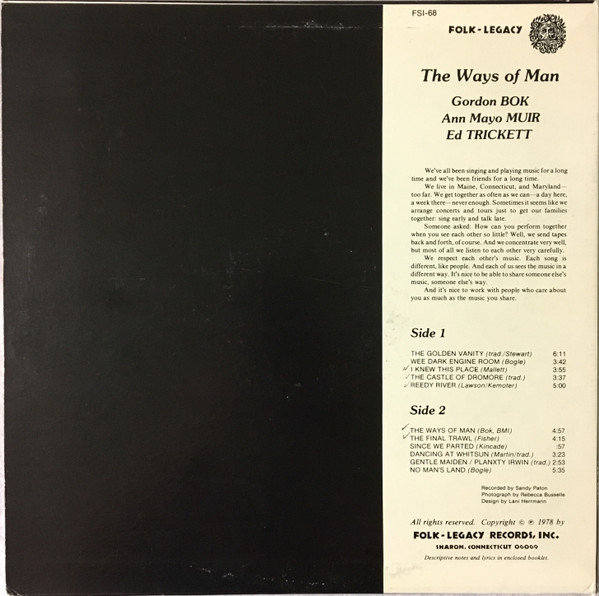 FSI-68
FOLK-LEGACY
The Ways of Man
Gordon BOK
Ann Mayo MUIR
Ed TRICKETT
We've all been singing and playing music for a long
time and we've been friends for a long time.
We live in Maine, Connecticut, and Maryland—
too far. We get together as often as we can—a day here,
a week there—never enough. Sometimes it seems like we
arrange concerts and tours just to get our families
together: sing early and talk late.
Someone asked: How can you perform together
when you see each other so little? Well, we send tapes
back and forth, of course. And we concentrate very well,
but most of all we listen to each other very carefully.
We respect each other's music. Each song is
different, like people. And each of us sees the music in a
different way. It's nice to be able to share someone else's
music, someone else's way.
And it's nice to work with people who care about
you as much as the music you share.
Side 1
THE GOLDEN VANITY (trad./Stewart) 6:11
WEE DARK ENGINE ROOM (Bogle) 3:42
I KNEW THIS PLACE (Mallett) 3:55
THE CASTLE OF DROMORE (trad.) 3:37
REEDY RIVER (Lawson/Kemoter) 5:00
Side 2
THE WAYS OF MAN (Bok, BMI) 4:57
THE FINAL TRAWL (Fisher) 4:15
SINCE WE PARTED (Kincade) :57
DANCING AT WHITSUN (Martin/trad.) 3:23
GENTLE MAIDEN / PLANXTY IRWIN (trad.) 2:53
NO MAN'S LAND (Bogle) 5:35
Recorded by Sandy Paton
Photograph by Rebecca Busselle
Design by Lani Herrmann
All rights reserved. Copyright © ℗ 1978 by
FOLK-LEGACY RECORDS, INC.
SHARON, CONNECTICUT 06069
Descriptive notes and lyrics in enclosed booklet.